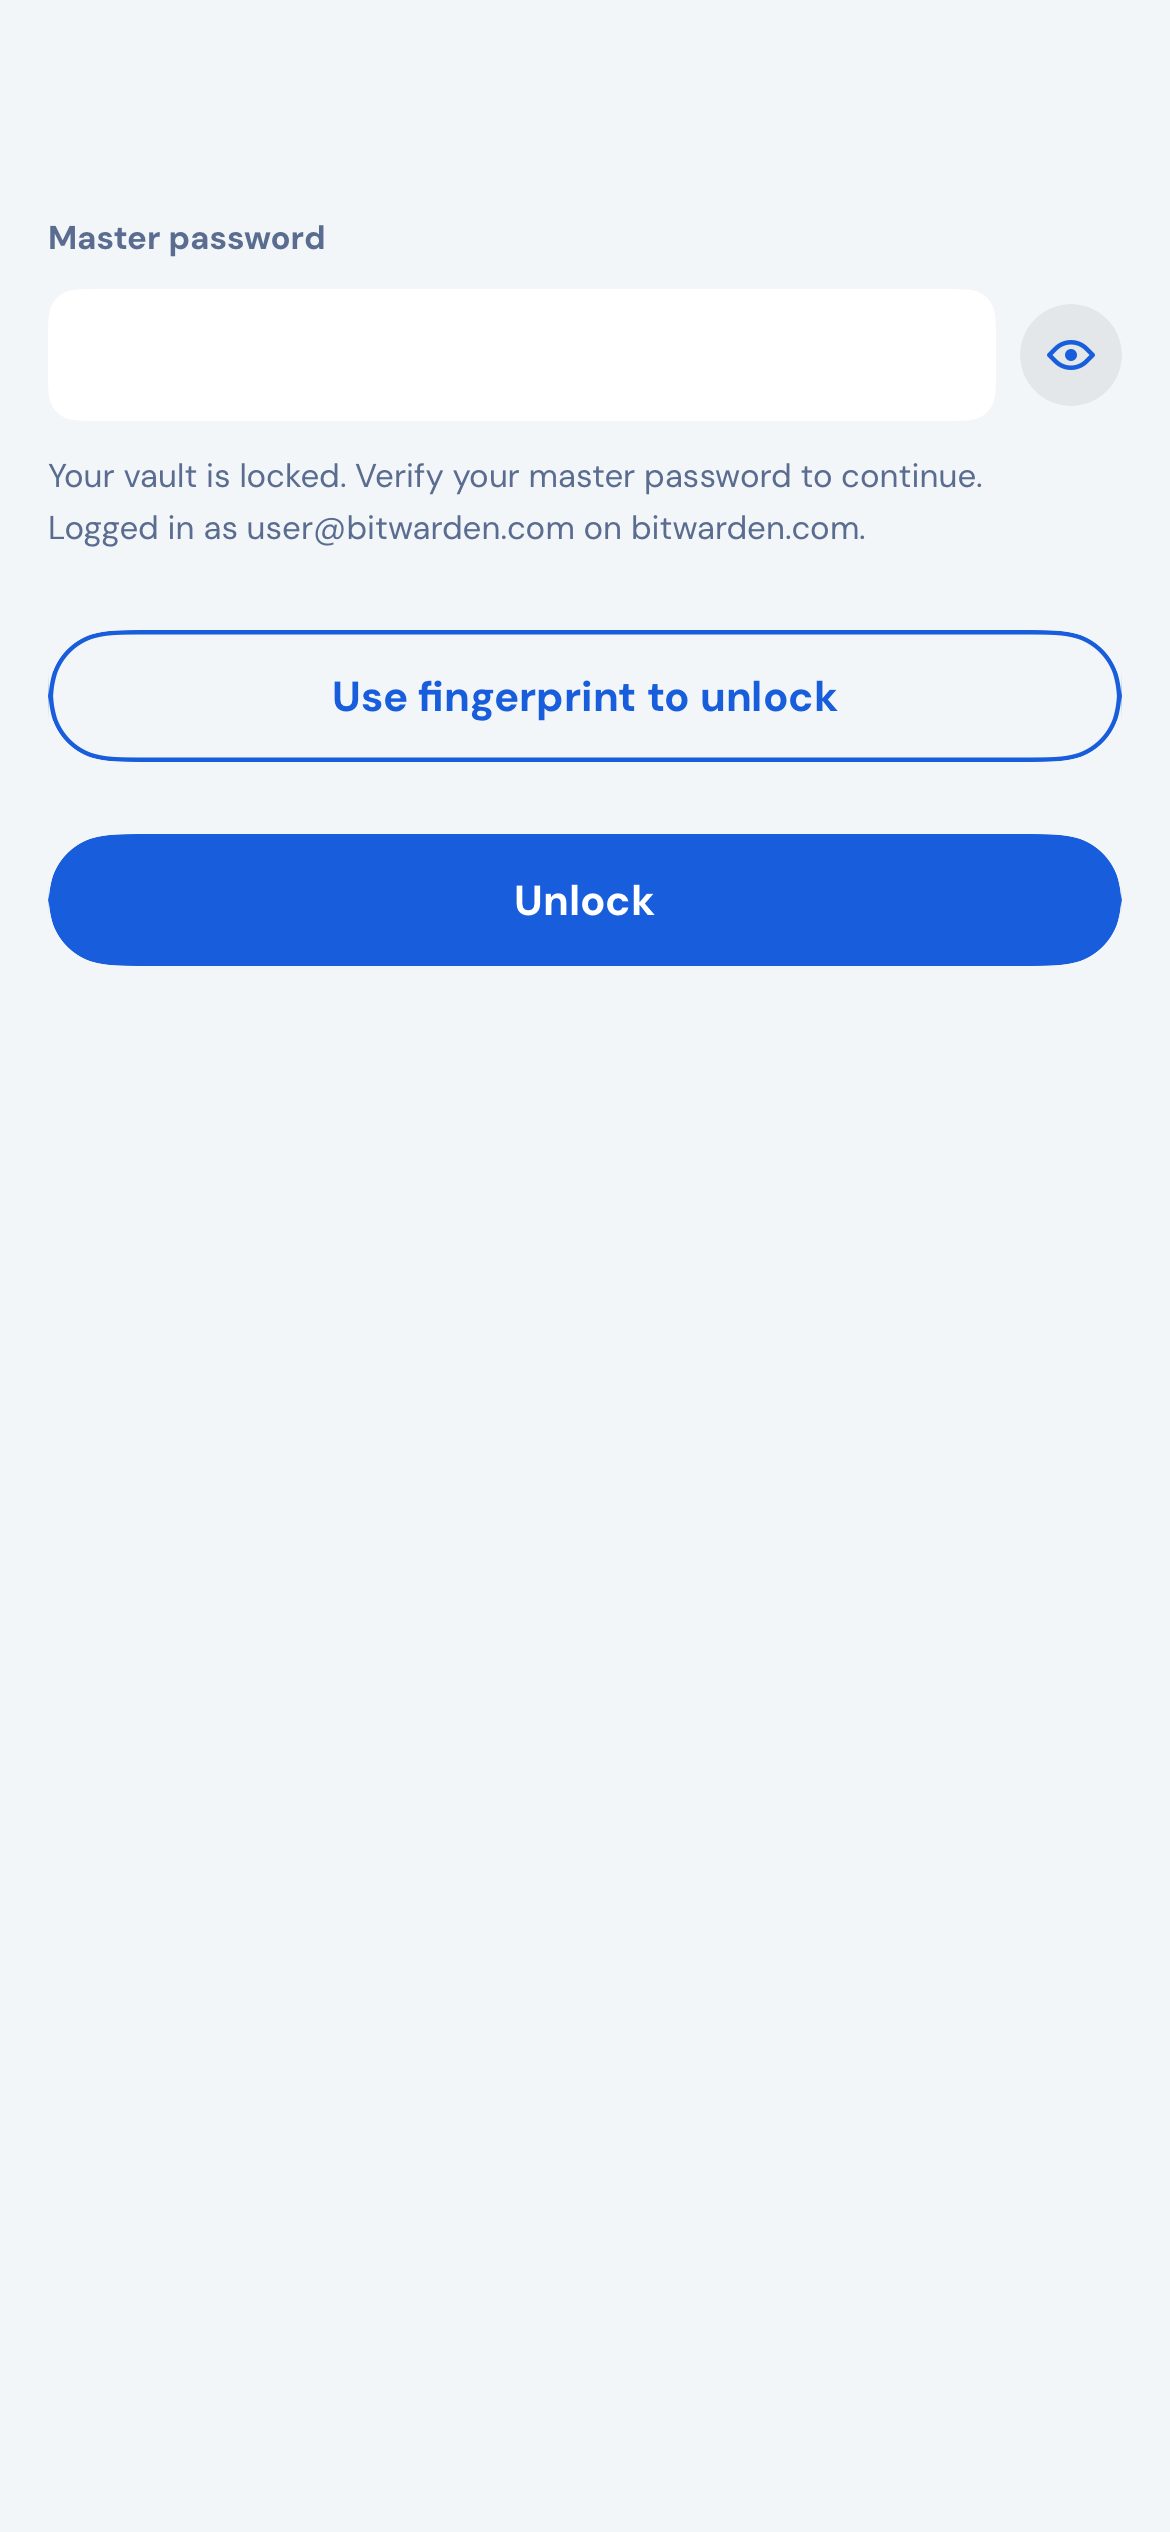 Master password
Your vault is locked. Verify your master password to continue.
Logged in as user@bitwarden.com on bitwarden.com.
Use fingerprint to unlock
Unlock